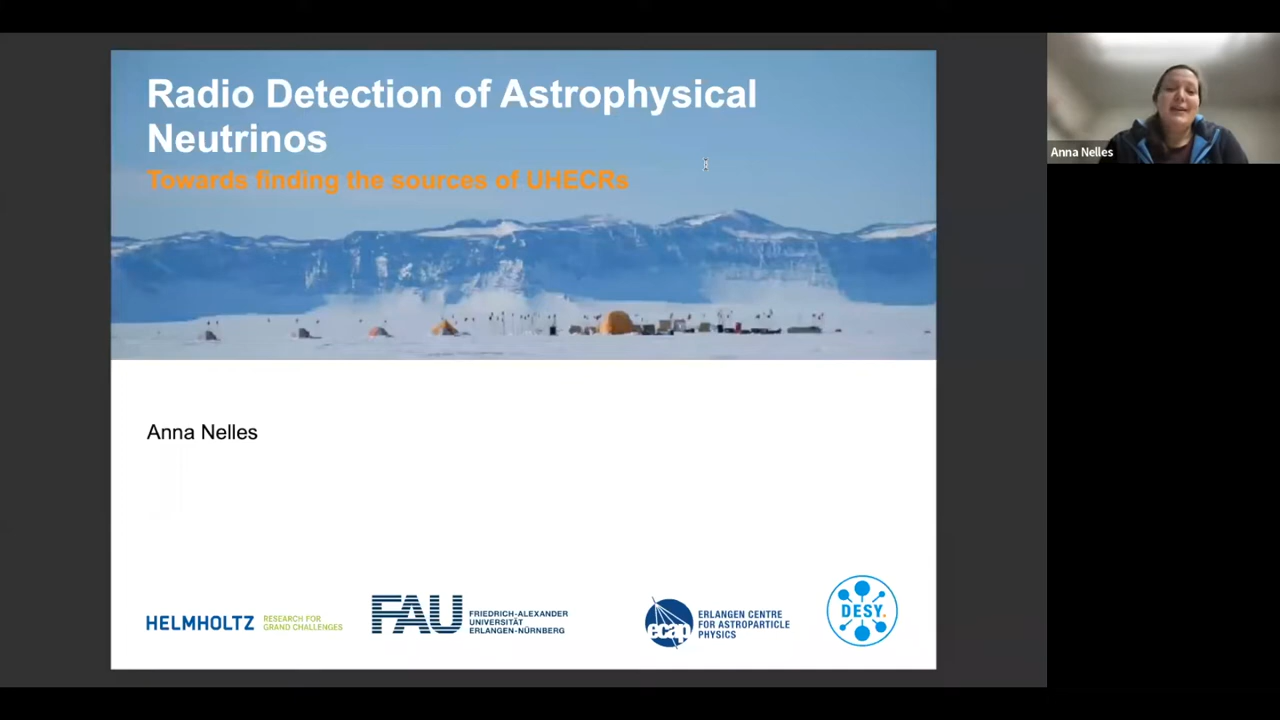 Radio Detection of Astrophysical
Neutrinos
Towards finding the sources of UHECRs
Anna Nelles
Anna Nelles
HELMHOLTZ
RESEARCH FOR
GRAND CHALLENGES
FAU
FRIEDRICH-ALEXANDER
UNIVERSITÄT
ERLANGEN-NÜRNBERG
ecap
ERLANGEN CENTRE
FOR ASTROPARTICLE
PHYSICS
DESY.